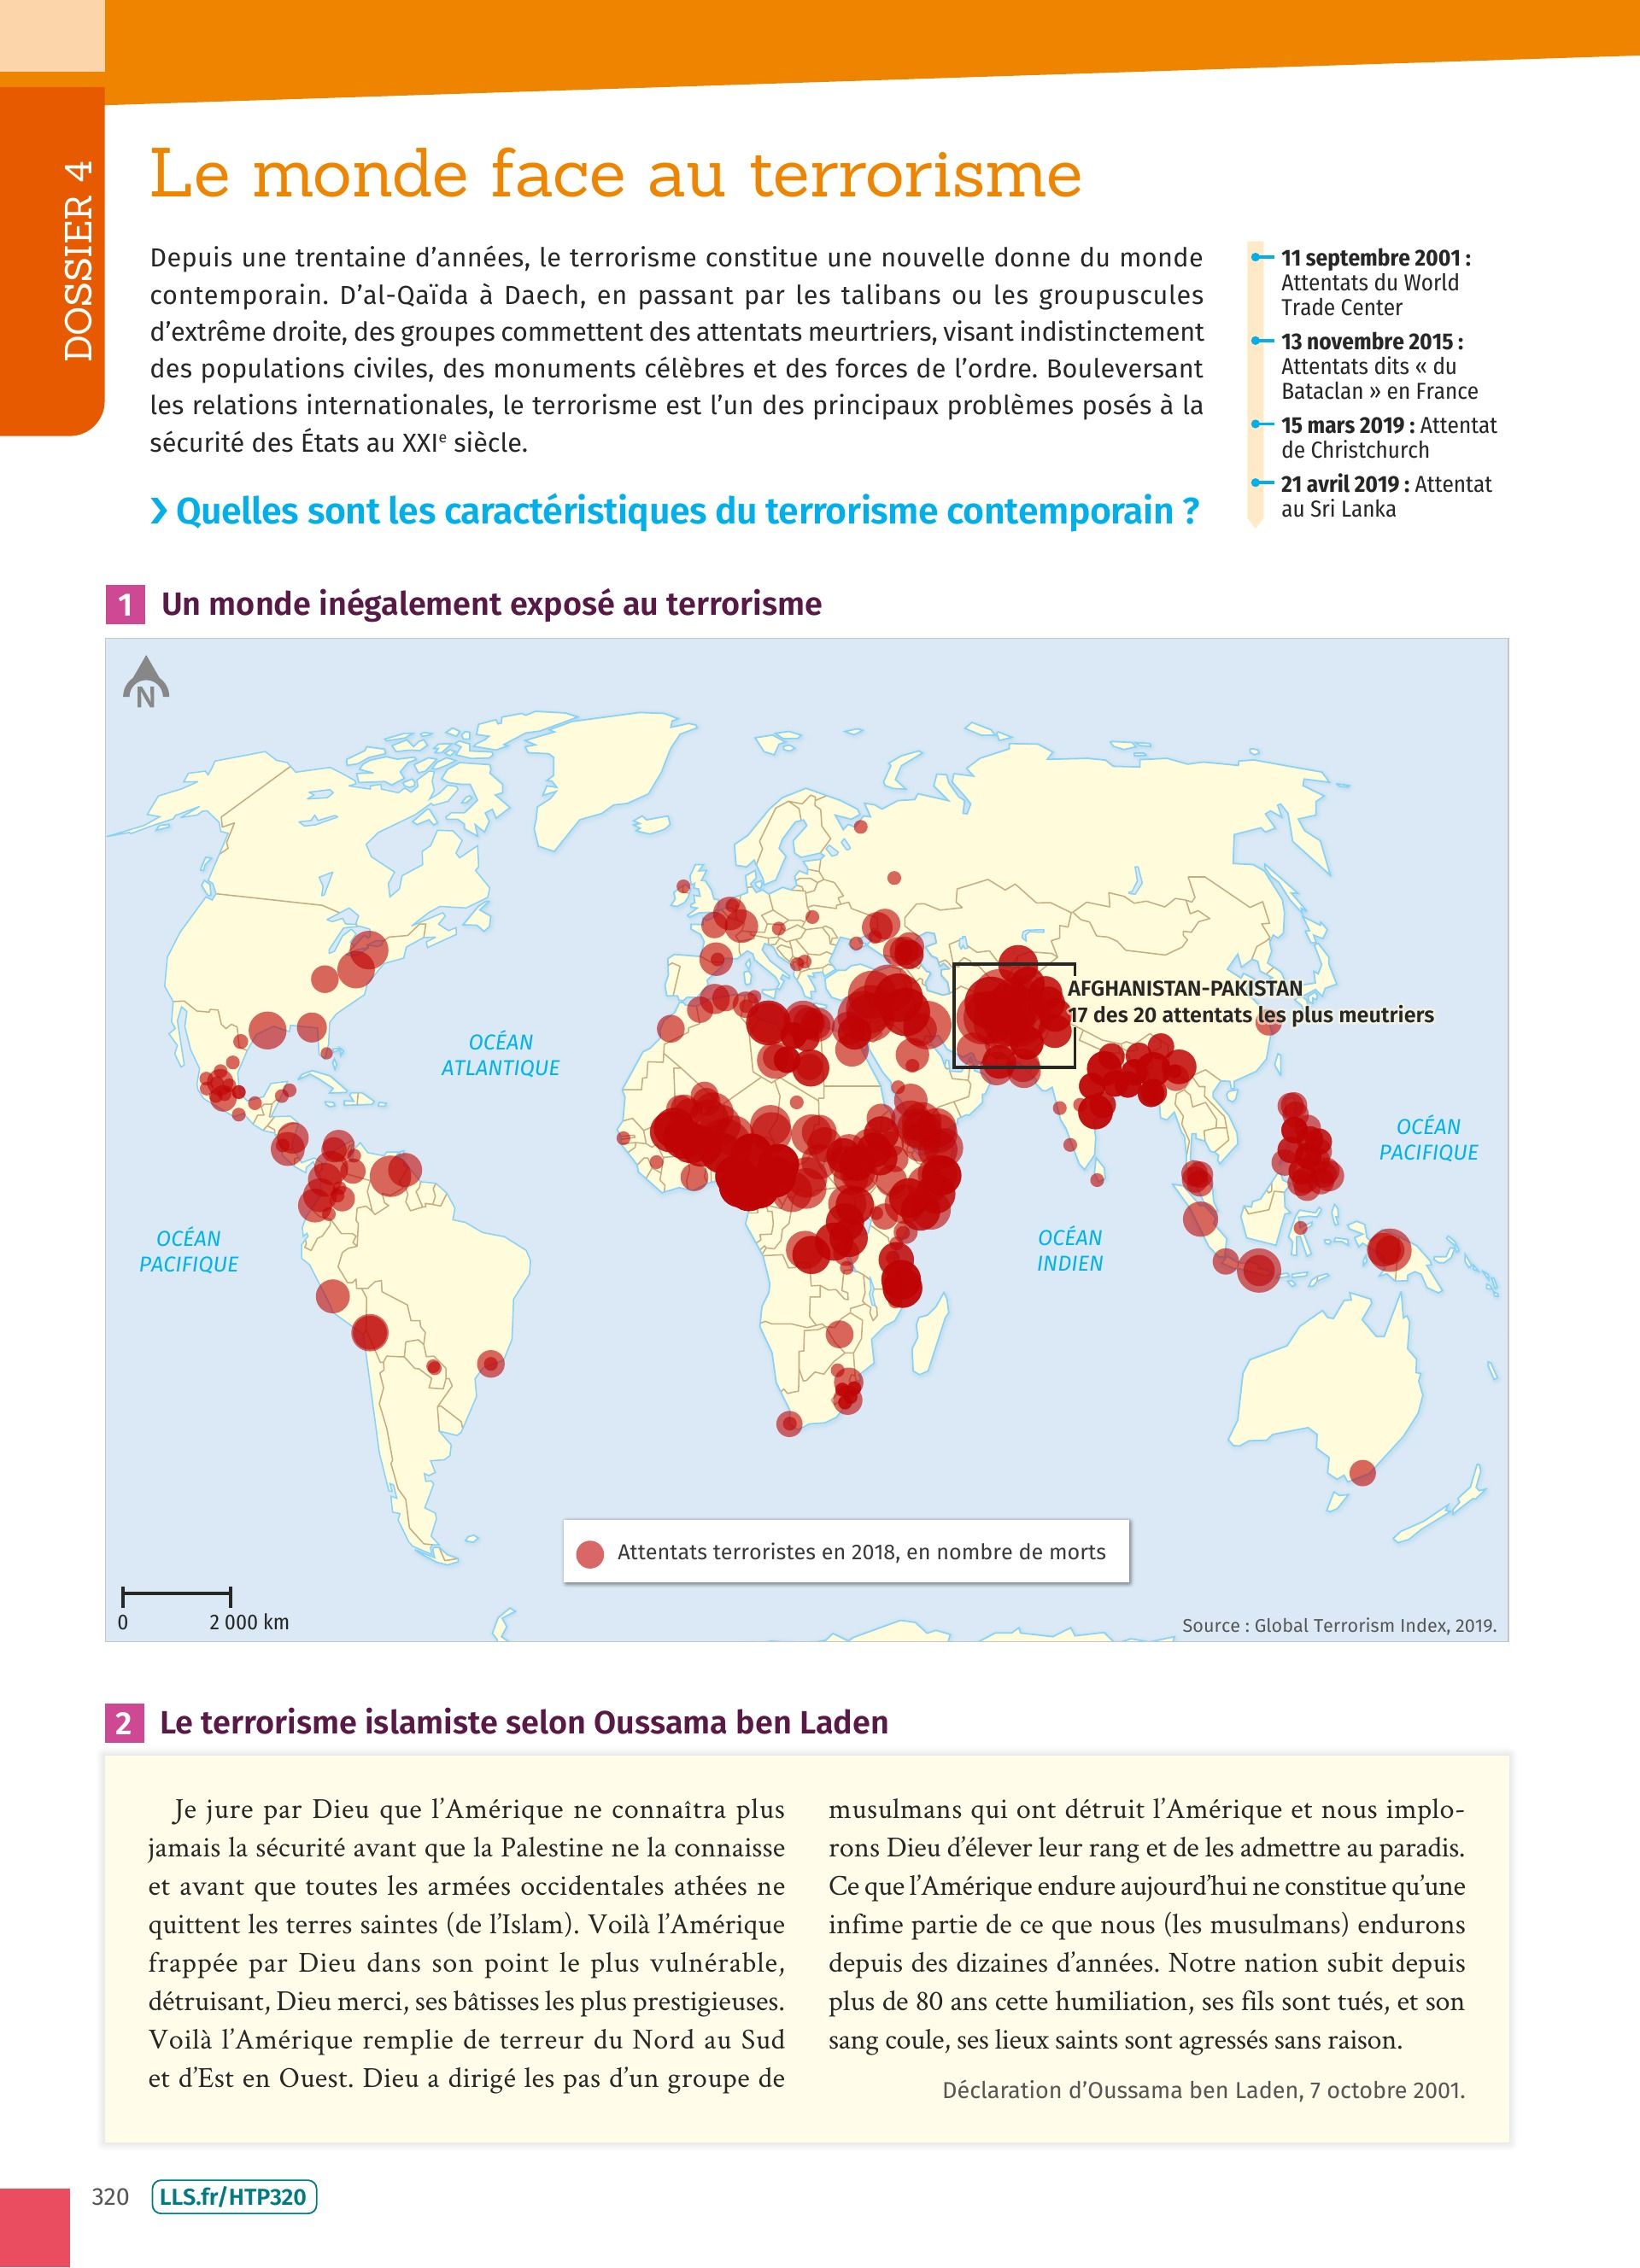 DOSSIER 4
Le monde face au terrorisme
Depuis une trentaine d’années, le terrorisme constitue une nouvelle donne du monde
contemporain. D’al-Qaïda à Daech, en passant par les talibans ou les groupuscules
d’extrême droite, des groupes commettent des attentats meurtriers, visant indistinctement
des populations civiles, des monuments célèbres et des forces de l’ordre. Bouleversant
les relations internationales, le terrorisme est l’un des principaux problèmes posés à la
sécurité des États au XXIe siècle.
❯ Quelles sont les caractéristiques du terrorisme contemporain ?
11 septembre 2001 :
Attentats du World
Trade Center
13 novembre 2015 :
Attentats dits « du
Bataclan » en France
15 mars 2019 : Attentat
de Christchurch
21 avril 2019 : Attentat
au Sri Lanka
1 Un monde inégalement exposé au terrorisme
N
AFGHANISTAN-PAKISTAN
17 des 20 attentats les plus meutriers
OCÉAN
ATLANTIQUE
OCÉAN
PACIFIQUE
OCÉAN
PACIFIQUE
OCÉAN
INDIEN
Attentats terroristes en 2018, en nombre de morts
0 2 000 km
Source : Global Terrorism Index, 2019.
2 Le terrorisme islamiste selon Oussama ben Laden
Je jure par Dieu que l’Amérique ne connaîtra plus
jamais la sécurité avant que la Palestine ne la connaisse
et avant que toutes les armées occidentales athées ne
quittent les terres saintes (de l’Islam). Voilà l’Amérique
frappée par Dieu dans son point le plus vulnérable,
détruisant, Dieu merci, ses bâtisses les plus prestigieuses.
Voilà l’Amérique remplie de terreur du Nord au Sud
et d’Est en Ouest. Dieu a dirigé les pas d’un groupe de
musulmans qui ont détruit l’Amérique et nous implo-
rons Dieu d’élever leur rang et de les admettre au paradis.
Ce que l’Amérique endure aujourd’hui ne constitue qu’une
infime partie de ce que nous (les musulmans) endurons
depuis des dizaines d’années. Notre nation subit depuis
plus de 80 ans cette humiliation, ses fils sont tués, et son
sang coule, ses lieux saints sont agressés sans raison.
Déclaration d’Oussama ben Laden, 7 octobre 2001.
320 LLS.fr/HTP320